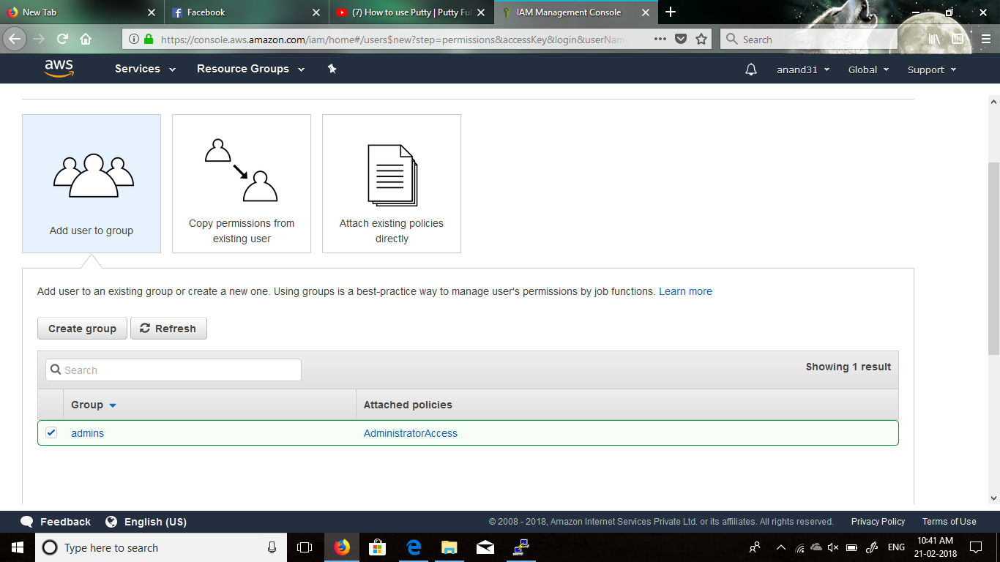 New Tab
Facebook
(7) How to use Putty | Putty Ful
IAM Management Console
https://console.aws.amazon.com/iam/home#/users$new?step=permissions&accessKey&login&userName
Search
aws
Services
Resource Groups
anand31
Global
Support
Add user to group
Copy permissions from
existing user
Attach existing policies
directly
Add user to an existing group or create a new one. Using groups is a best-practice way to manage user's permissions by job functions. Learn more
Create group
Refresh
Search
Showing 1 result
Group
Attached policies
admins
AdministratorAccess
Feedback
English (US)
© 2008 - 2018, Amazon Internet Services Private Ltd. or its affiliates. All rights reserved.
Privacy Policy
Terms of Use
Type here to search
ENG
10:41 AM
21-02-2018